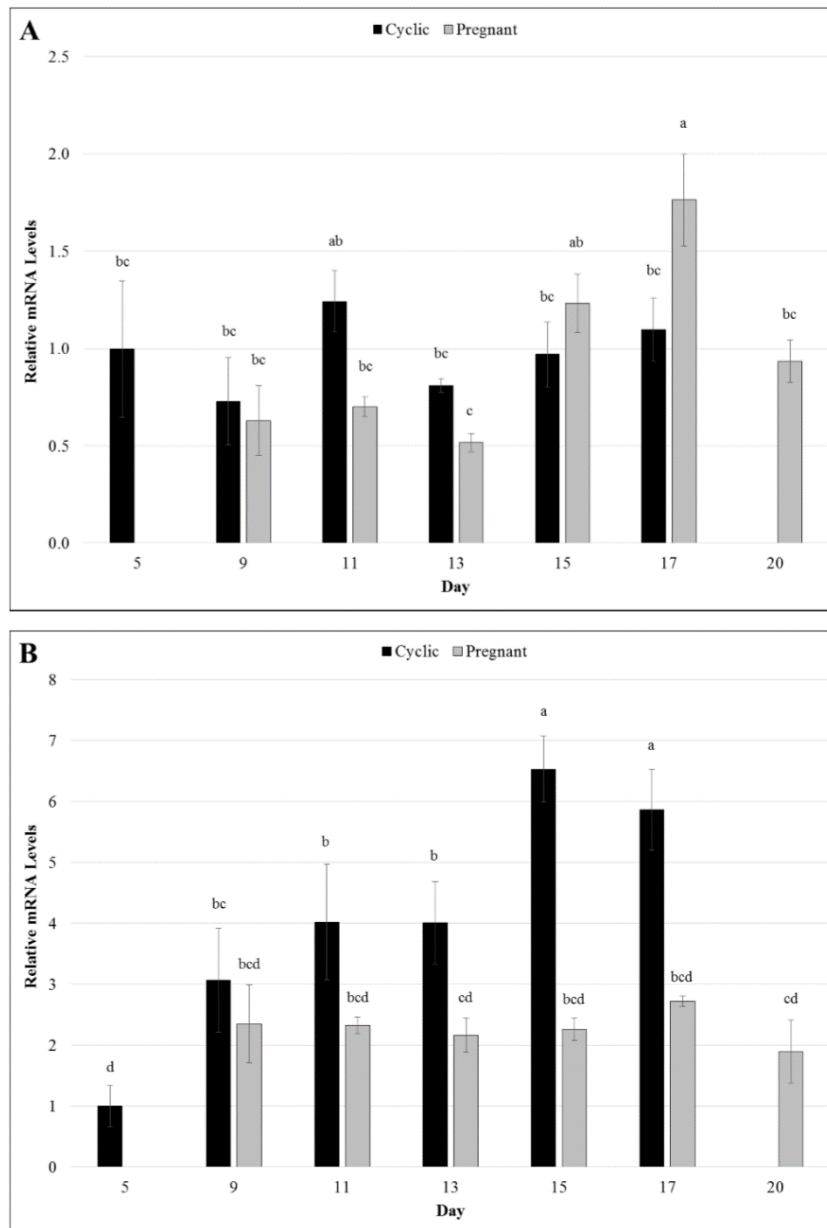 A
Cyclic Pregnant
2.5
2.0
1.5
1.0
0.5
0.0
Relative mRNA Levels
bc
bc
bc
ab
bc
bc
c
bc
ab
bc
a
bc
5 9 11 13 15 17 20
Day
B
Cyclic Pregnant
8
7
6
5
4
3
2
1
0
Relative mRNA Levels
d
bc
bcd
b
bcd
b
cd
a
bcd
a
bcd
cd
5 9 11 13 15 17 20
Day